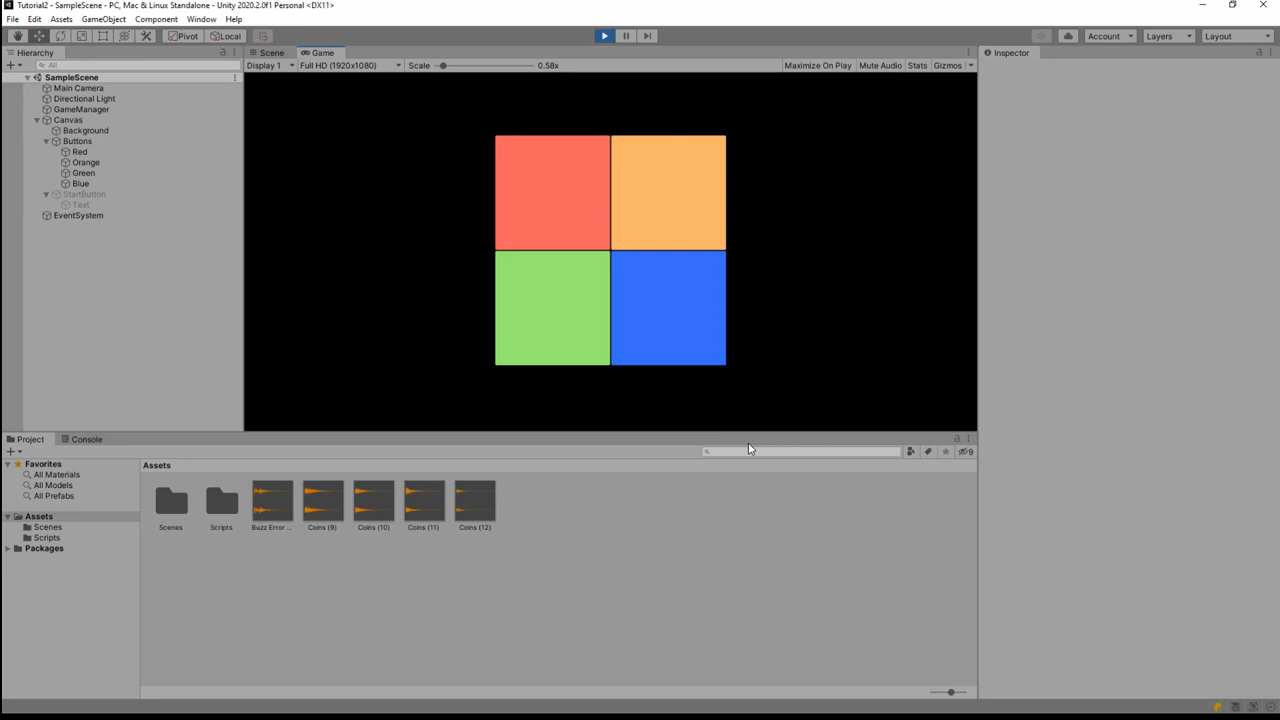 Tutorial2 - SampleScene - PC, Mac & Linux Standalone - Unity 2020.2.0f1 Personal <DX11>
File Edit Assets GameObject Component Window Help
Pivot Local Account Layers Layout
Hierarchy
Scene Game
Inspector
All
Display 1 Full HD (1920x1080) Scale 0.58x Maximize On Play Mute Audio Stats Gizmos
SampleScene
Main Camera
Directional Light
GameManager
Canvas
Background
Buttons
Red
Orange
Green
Blue
StartButton
Text
EventSystem
Project Console
9
Favorites
All Materials
All Models
All Prefabs
Assets
Scenes
Scripts
Packages
Assets
Scenes Scripts Buzz Error ... Coins (9) Coins (10) Coins (11) Coins (12)